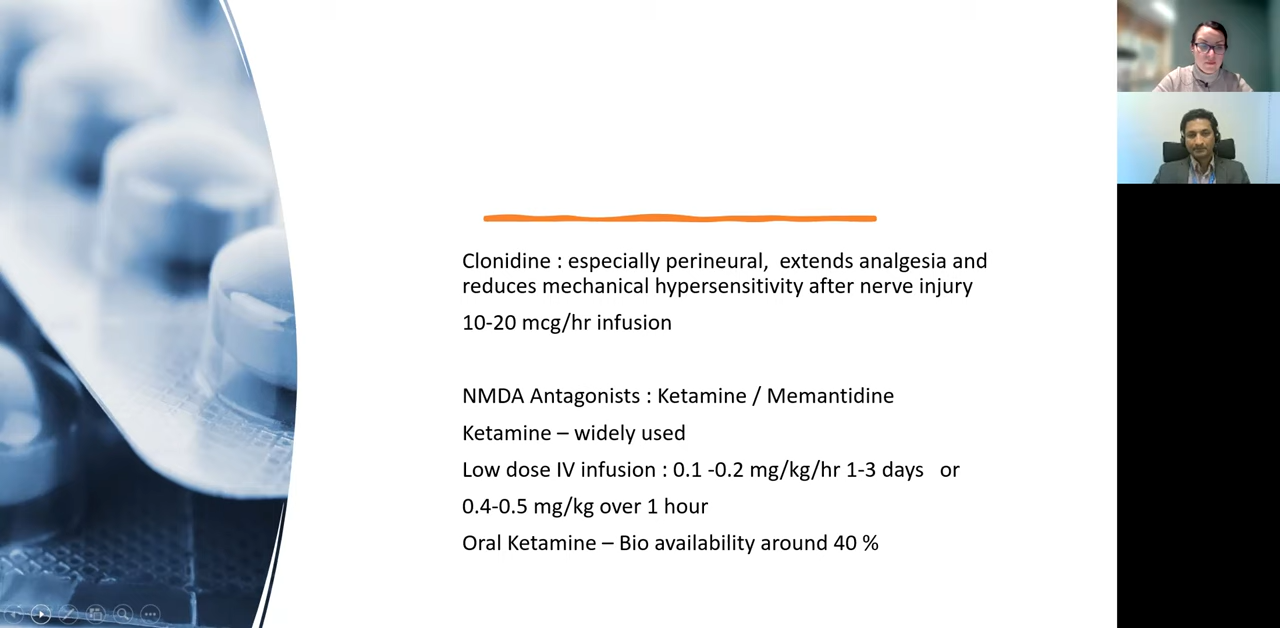 Clonidine : especially perineural, extends analgesia and
reduces mechanical hypersensitivity after nerve injury
10-20 mcg/hr infusion
NMDA Antagonists : Ketamine / Memantidine
Ketamine – widely used
Low dose IV infusion : 0.1 -0.2 mg/kg/hr 1-3 days or
0.4-0.5 mg/kg over 1 hour
Oral Ketamine – Bio availability around 40 %